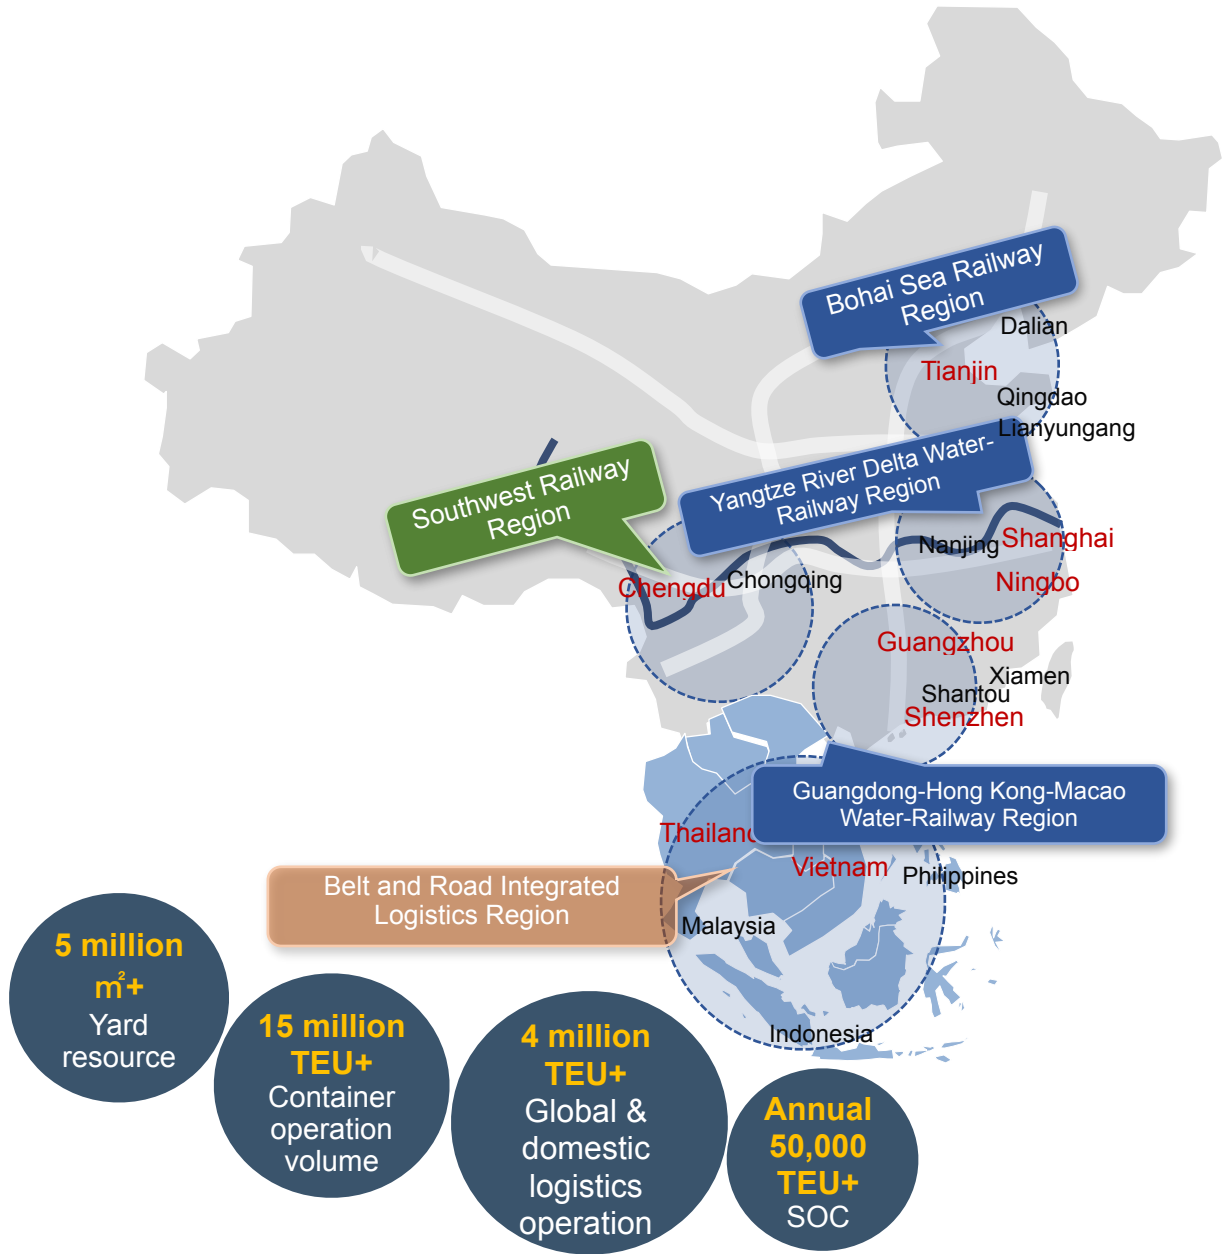 Bohai Sea Railway
Region
Dalian
Tianjin
Qingdao
Lianyungang
Yangtze River Delta Water-
Railway Region
Southwest Railway
Region
Nanjing
Shanghai
Ningbo
Chengdu
Chongqing
Guangzhou
Xiamen
Shantou
Shenzhen
Guangdong-Hong Kong-Macao
Water-Railway Region
Thailand
Vietnam
Philippines
Belt and Road Integrated
Logistics Region
Malaysia
Indonesia
5 million
㎡+
Yard
resource
15 million
TEU+
Container
operation
volume
4 million
TEU+
Global &
domestic
logistics
operation
Annual
50,000
TEU+
SOC